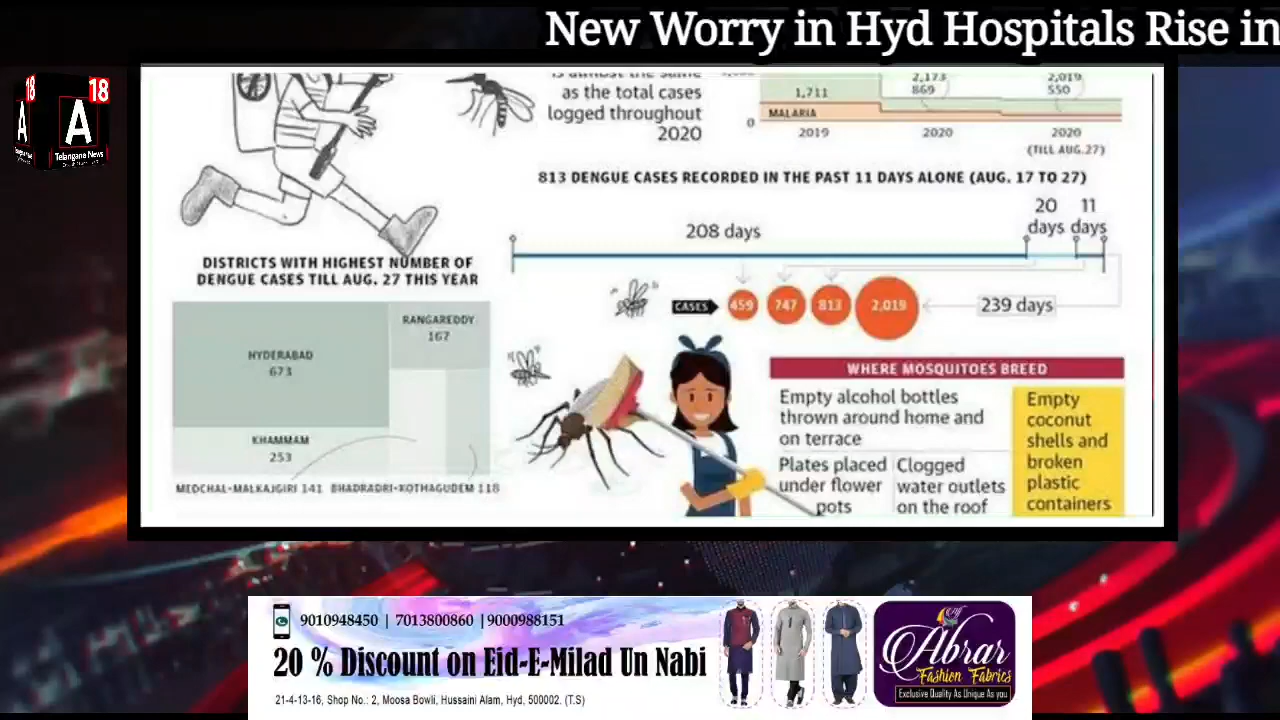 New Worry in Hyd Hospitals Rise in
18
18
A
A
Telangana News
as the total cases
logged throughout
2020
1,711
2,173
869
2,019
550
MALARIA
0
2019
2020
2020
(TILL AUG.27)
813 DENGUE CASES RECORDED IN THE PAST 11 DAYS ALONE (AUG. 17 TO 27)
208 days
20 days
11 days
CASES
459
747
813
2,019
239 days
DISTRICTS WITH HIGHEST NUMBER OF
DENGUE CASES TILL AUG. 27 THIS YEAR
HYDERABAD
673
RANGAREDDY
167
KHAMMAM
253
MEDCHAL-MALKAJGIRI 141 BHADRADRI-KOTHAGUDEM 118
WHERE MOSQUITOES BREED
Empty alcohol bottles
thrown around home and
on terrace
Plates placed
under flower
pots
Clogged
water outlets
on the roof
Empty
coconut
shells and
broken
plastic
containers
9010948450 | 7013800860 |9000988151
20 % Discount on Eid-E-Milad Un Nabi
21-4-13-16, Shop No.: 2, Moosa Bowli, Hussaini Alam, Hyd, 500002. (T.S)
Abrar
Fashion Fabrics
Exclusive Quality As Unique As you